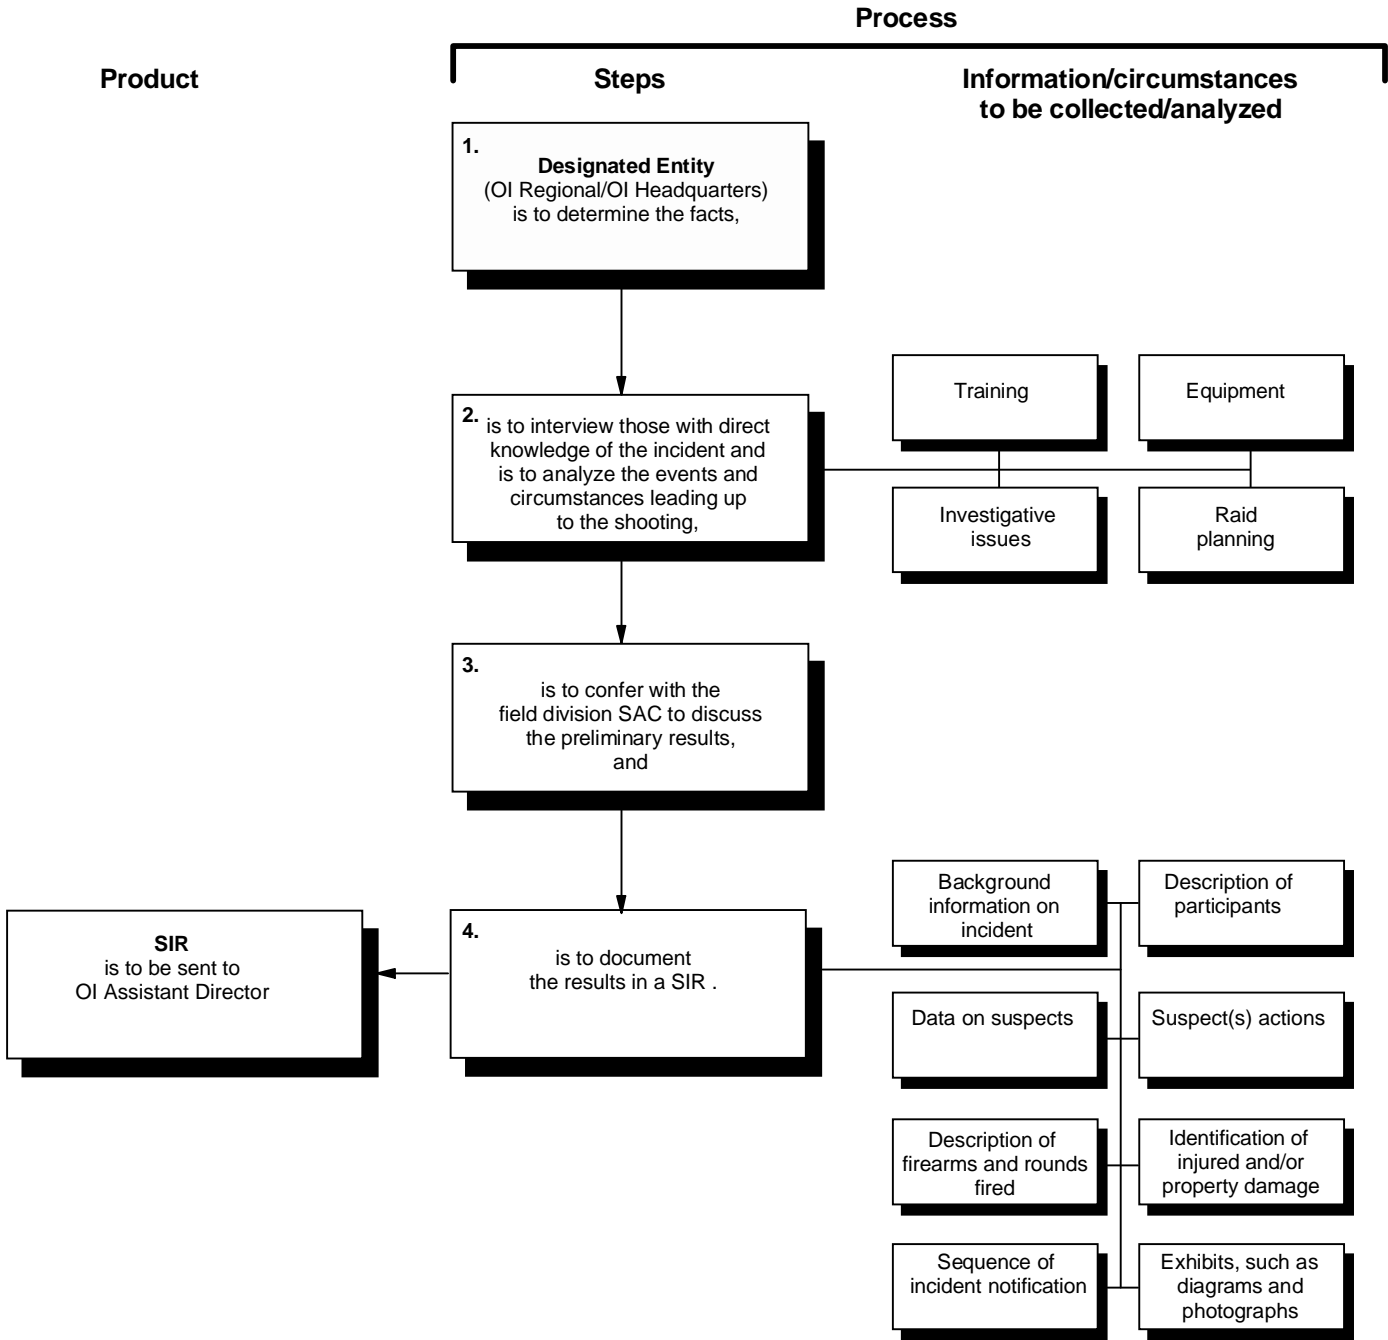 Process
Product
Steps
Information/circumstances
to be collected/analyzed
1.
Designated Entity
(OI Regional/OI Headquarters)
is to determine the facts,
2.
is to interview those with direct
knowledge of the incident and
is to analyze the events and
circumstances leading up
to the shooting,
Training
Equipment
Investigative
issues
Raid
planning
3.
is to confer with the
field division SAC to discuss
the preliminary results,
and
4.
is to document
the results in a SIR .
SIR
is to be sent to
OI Assistant Director
Background
information on
incident
Description of
participants
Data on suspects
Suspect(s) actions
Description of
firearms and rounds
fired
Identification of
injured and/or
property damage
Sequence of
incident notification
Exhibits, such as
diagrams and
photographs